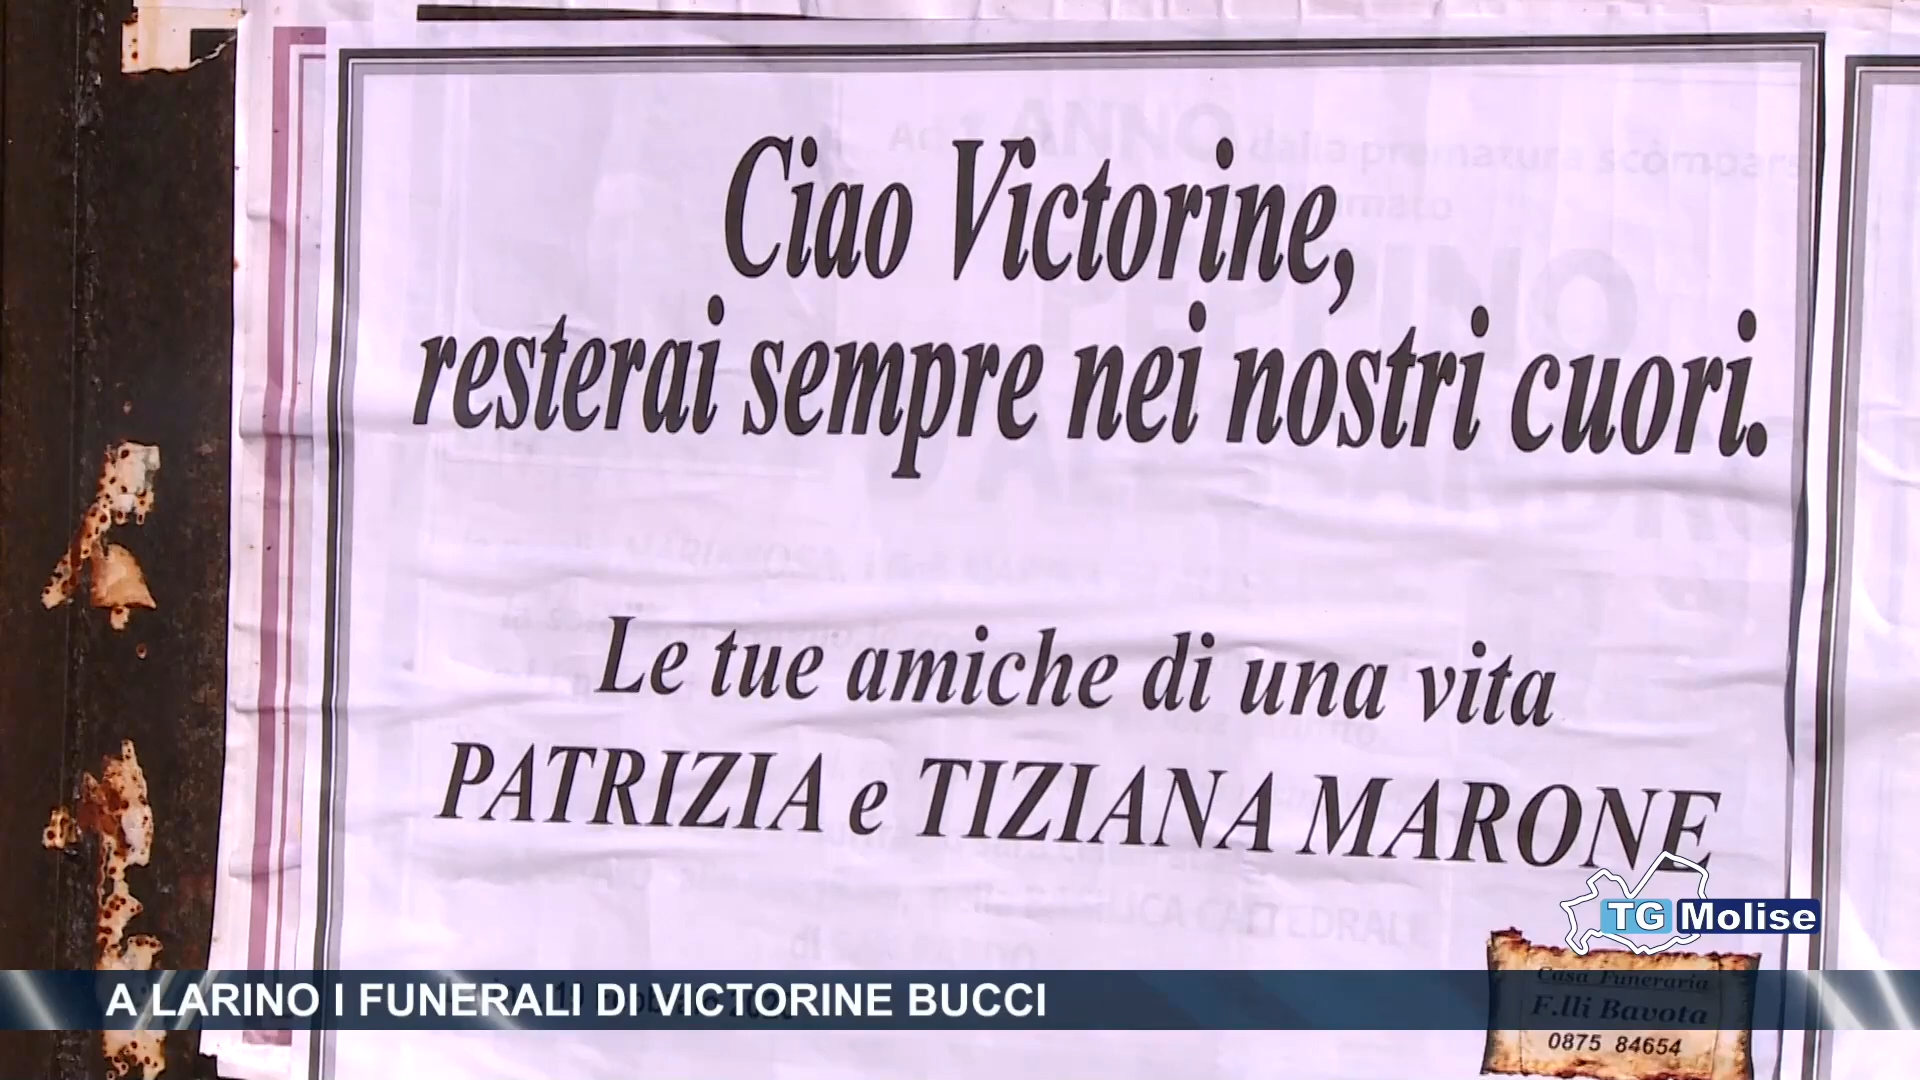 Ciao Victorine,
resterai sempre nei nostri cuori.
Le tue amiche di una vita
PATRIZIA e TIZIANA MARONE
TG Molise
A LARINO I FUNERALI DI VICTORINE BUCCI
Casa Funeraria
F.lli Bavota
0875 84654